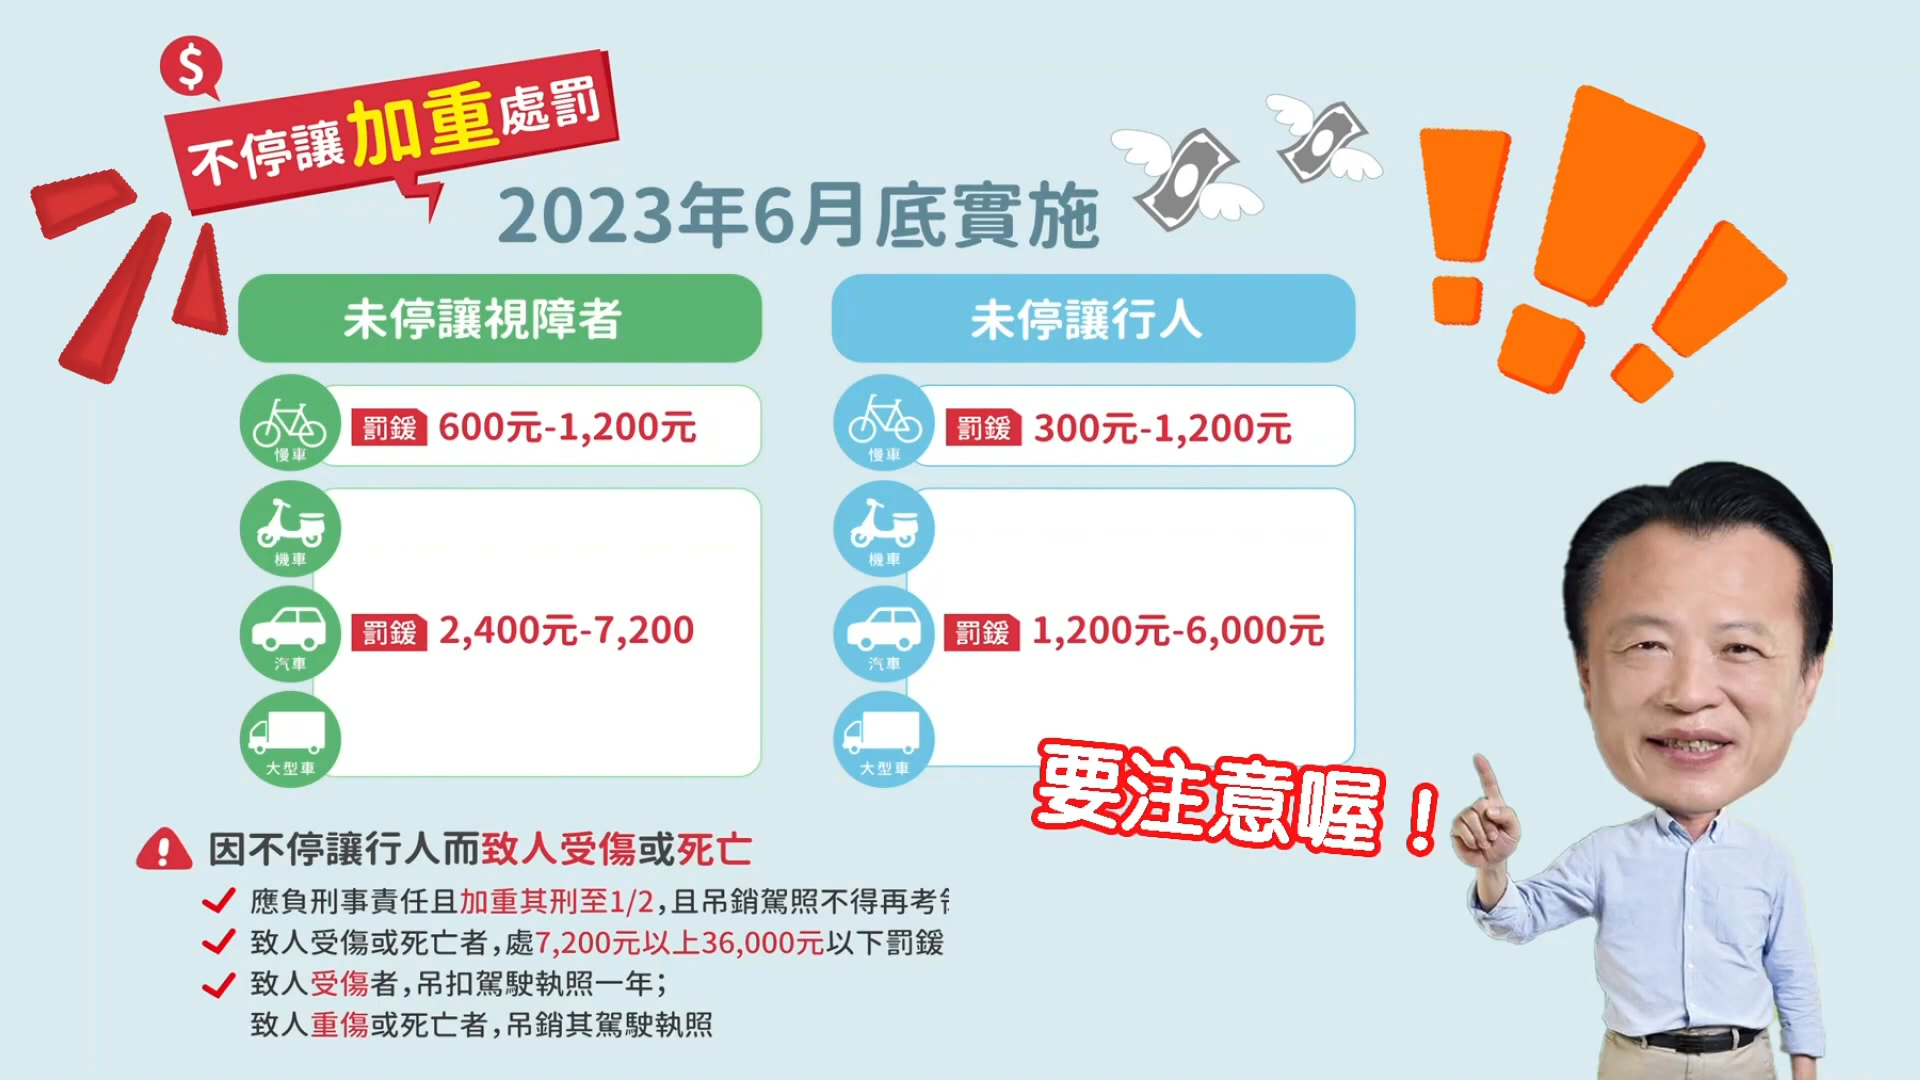 $
不停讓加重處罰
2023年6月底實施
未停讓視障者
慢車
罰鍰 600元-1,200元
機車
汽車
罰鍰 2,400元-7,200
大型車
未停讓行人
慢車
罰鍰 300元-1,200元
機車
汽車
罰鍰 1,200元-6,000元
大型車
要注意喔!
因不停讓行人而致人受傷或死亡
應負刑事責任且加重其刑至1/2,且吊銷駕照不得再考
致人受傷或死亡者,處7,200元以上36,000元以下罰鍰
致人受傷者,吊扣駕駛執照一年;
致人重傷或死亡者,吊銷其駕駛執照